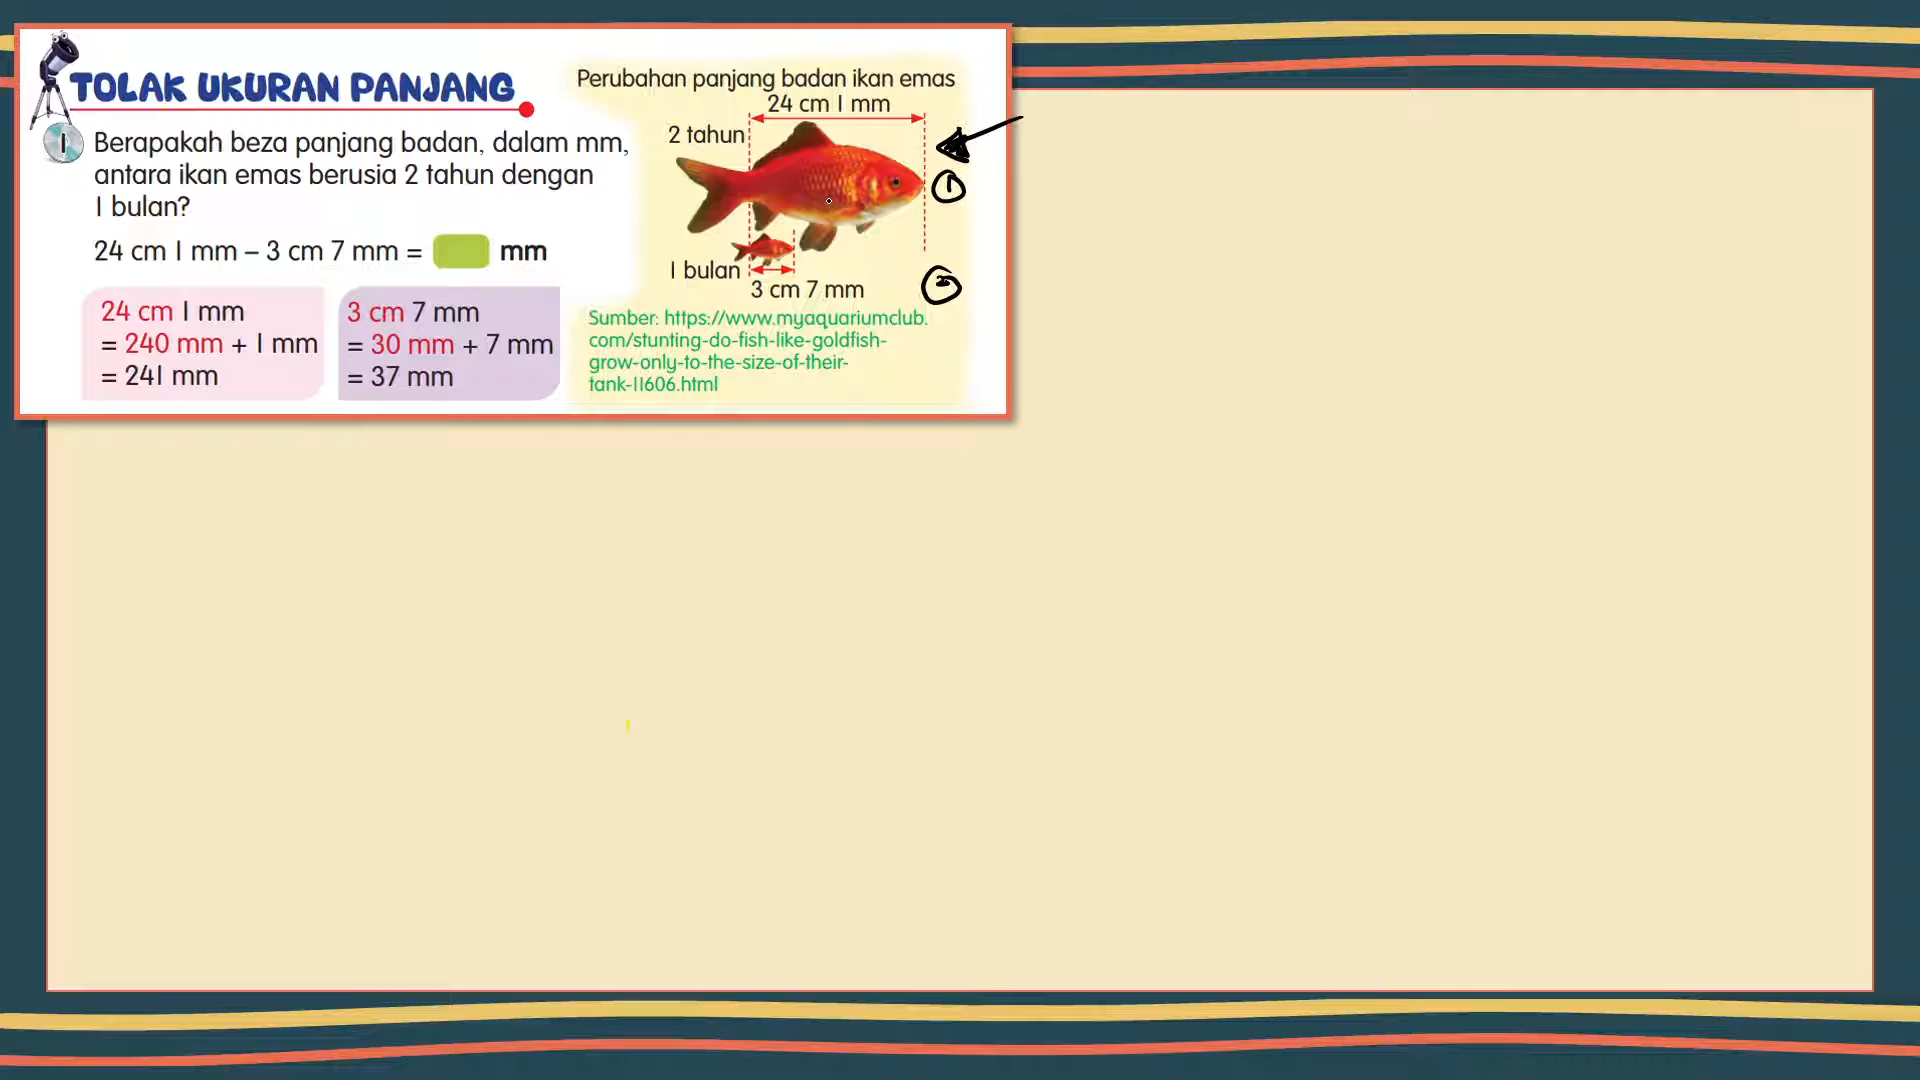 TOLAK UKURAN PANJANG
1 Berapakah beza panjang badan, dalam mm,
antara ikan emas berusia 2 tahun dengan
1 bulan?
24 cm 1 mm – 3 cm 7 mm = mm
24 cm 1 mm
= 240 mm + 1 mm
= 241 mm
3 cm 7 mm
= 30 mm + 7 mm
= 37 mm
Perubahan panjang badan ikan emas
24 cm 1 mm
2 tahun
1
1 bulan
2
3 cm 7 mm
Sumber: https://www.myaquariumclub.
com/stunting-do-fish-like-goldfish-
grow-only-to-the-size-of-their-
tank-11606.html